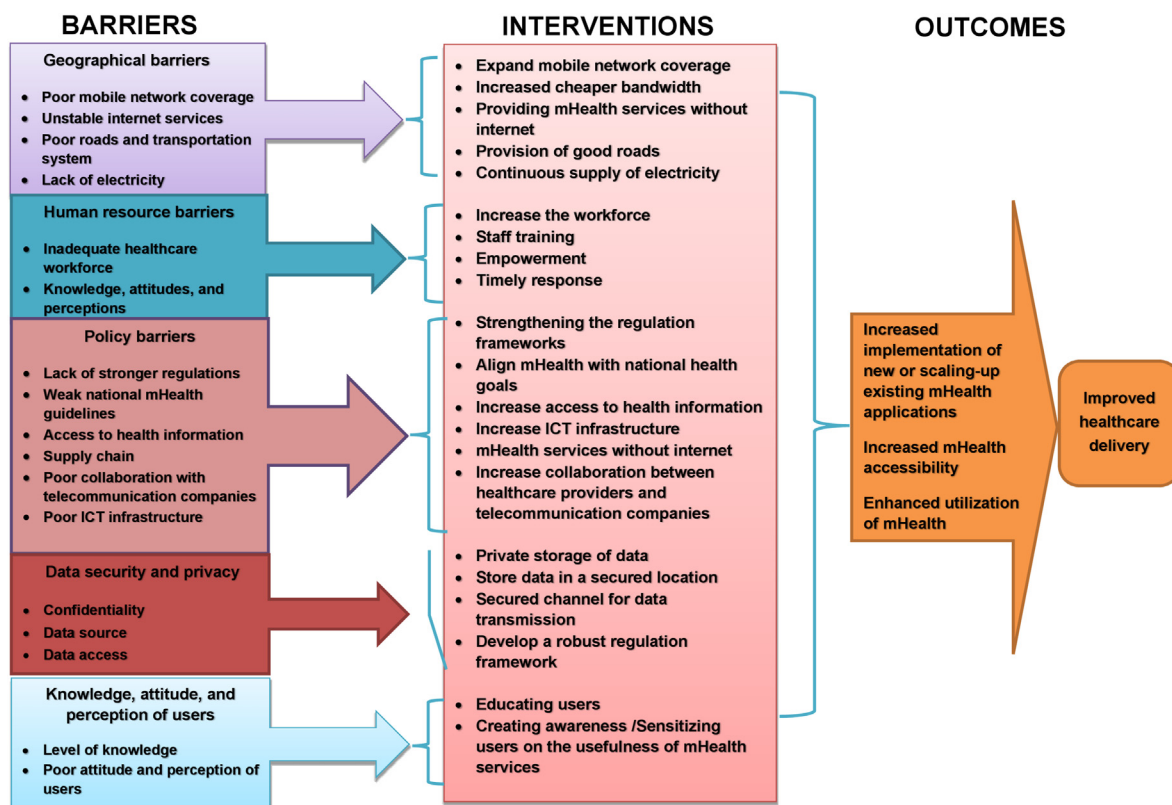 BARRIERS
Geographical barriers
• Poor mobile network coverage
• Unstable internet services
• Poor roads and transportation
system
• Lack of electricity
Human resource barriers
• Inadequate healthcare
workforce
• Knowledge, attitudes, and
perceptions
Policy barriers
• Lack of stronger regulations
• Weak national mHealth
guidelines
• Access to health information
• Supply chain
• Poor collaboration with
telecommunication companies
• Poor ICT infrastructure
Data security and privacy
• Confidentiality
• Data source
• Data access
Knowledge, attitude, and
perception of users
• Level of knowledge
• Poor attitude and perception of
users
INTERVENTIONS
• Expand mobile network coverage
• Increased cheaper bandwidth
• Providing mHealth services without
internet
• Provision of good roads
• Continuous supply of electricity
• Increase the workforce
• Staff training
• Empowerment
• Timely response
• Strengthening the regulation
frameworks
• Align mHealth with national health
goals
• Increase access to health information
• Increase ICT infrastructure
• mHealth services without internet
• Increase collaboration between
healthcare providers and
telecommunication companies
• Private storage of data
• Store data in a secured location
• Secured channel for data
transmission
• Develop a robust regulation
framework
• Educating users
• Creating awareness /Sensitizing
users on the usefulness of mHealth
services
OUTCOMES
Increased
implementation of
new or scaling-up
existing mHealth
applications
Increased mHealth
accessibility
Enhanced utilization
of mHealth
Improved
healthcare
delivery